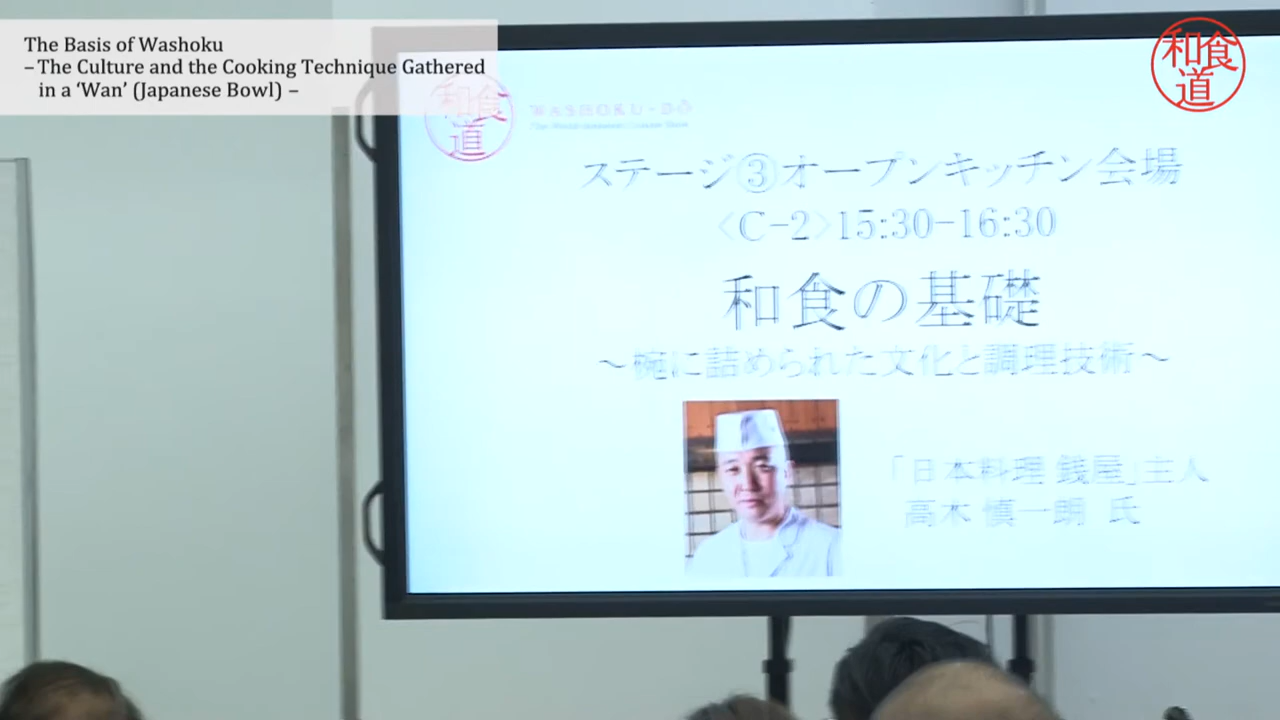 The Basis of Washoku
– The Culture and the Cooking Technique Gathered
in a ‘Wan’ (Japanese Bowl) –
和食道
和食道
WASHOKU-DO
ステージ③オープンキッチン会場
〈C-2〉15:30-16:30
和食の基礎
～椀に詰められた文化と調理技術～
「日本料理 銭屋」主人
高木 慎一朗 氏